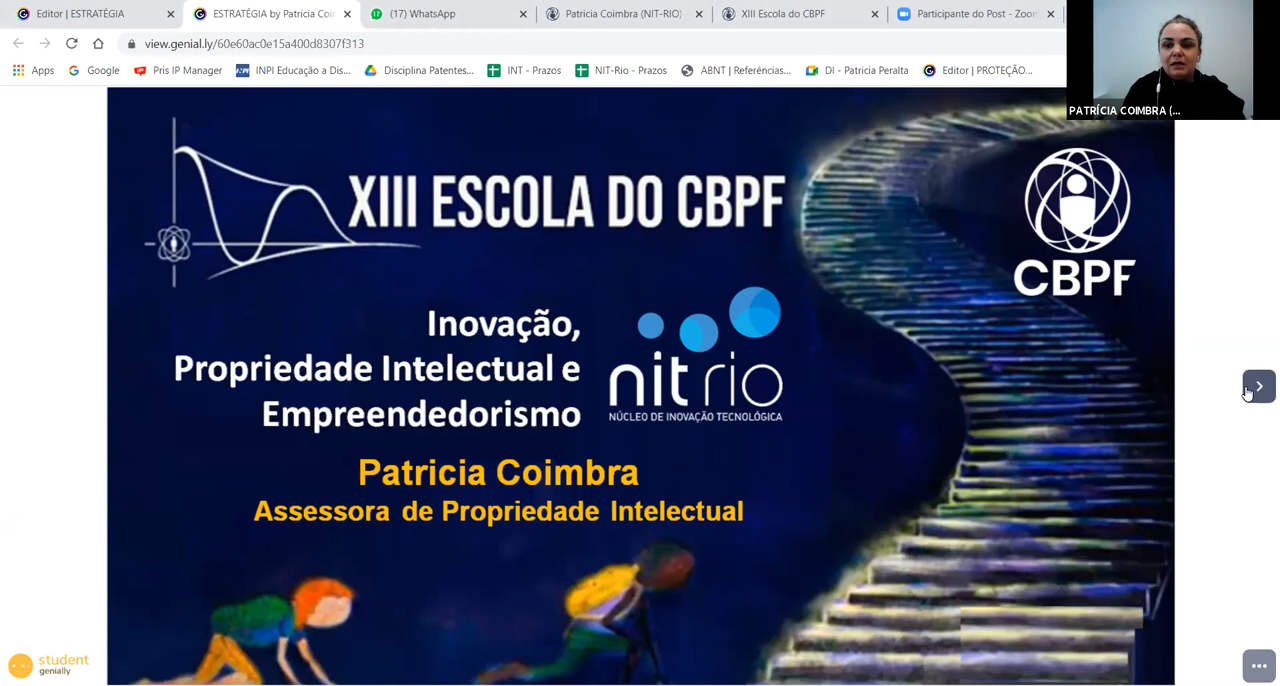 Editor | ESTRATÉGIA
ESTRATÉGIA by Patricia Coi
(17) WhatsApp
Patricia Coimbra (NIT-RIO)
XIII Escola do CBPF
Participante do Post - Zoom
view.genial.ly/60e60ac0e15a400d8307f313
Apps
Google
Pris IP Manager
INPI Educação a Dis...
Disciplina Patentes...
INT - Prazos
NIT-Rio - Prazos
ABNT | Referências...
DI - Patricia Peralta
Editor | PROTEÇÃO...
PATRÍCIA COIMBRA (...
XIII ESCOLA DO CBPF
CBPF
Inovação,
Propriedade Intelectual e
Empreendedorismo
nit rio
NÚCLEO DE INOVAÇÃO TECNOLÓGICA
Patricia Coimbra
Assessora de Propriedade Intelectual
student
genially